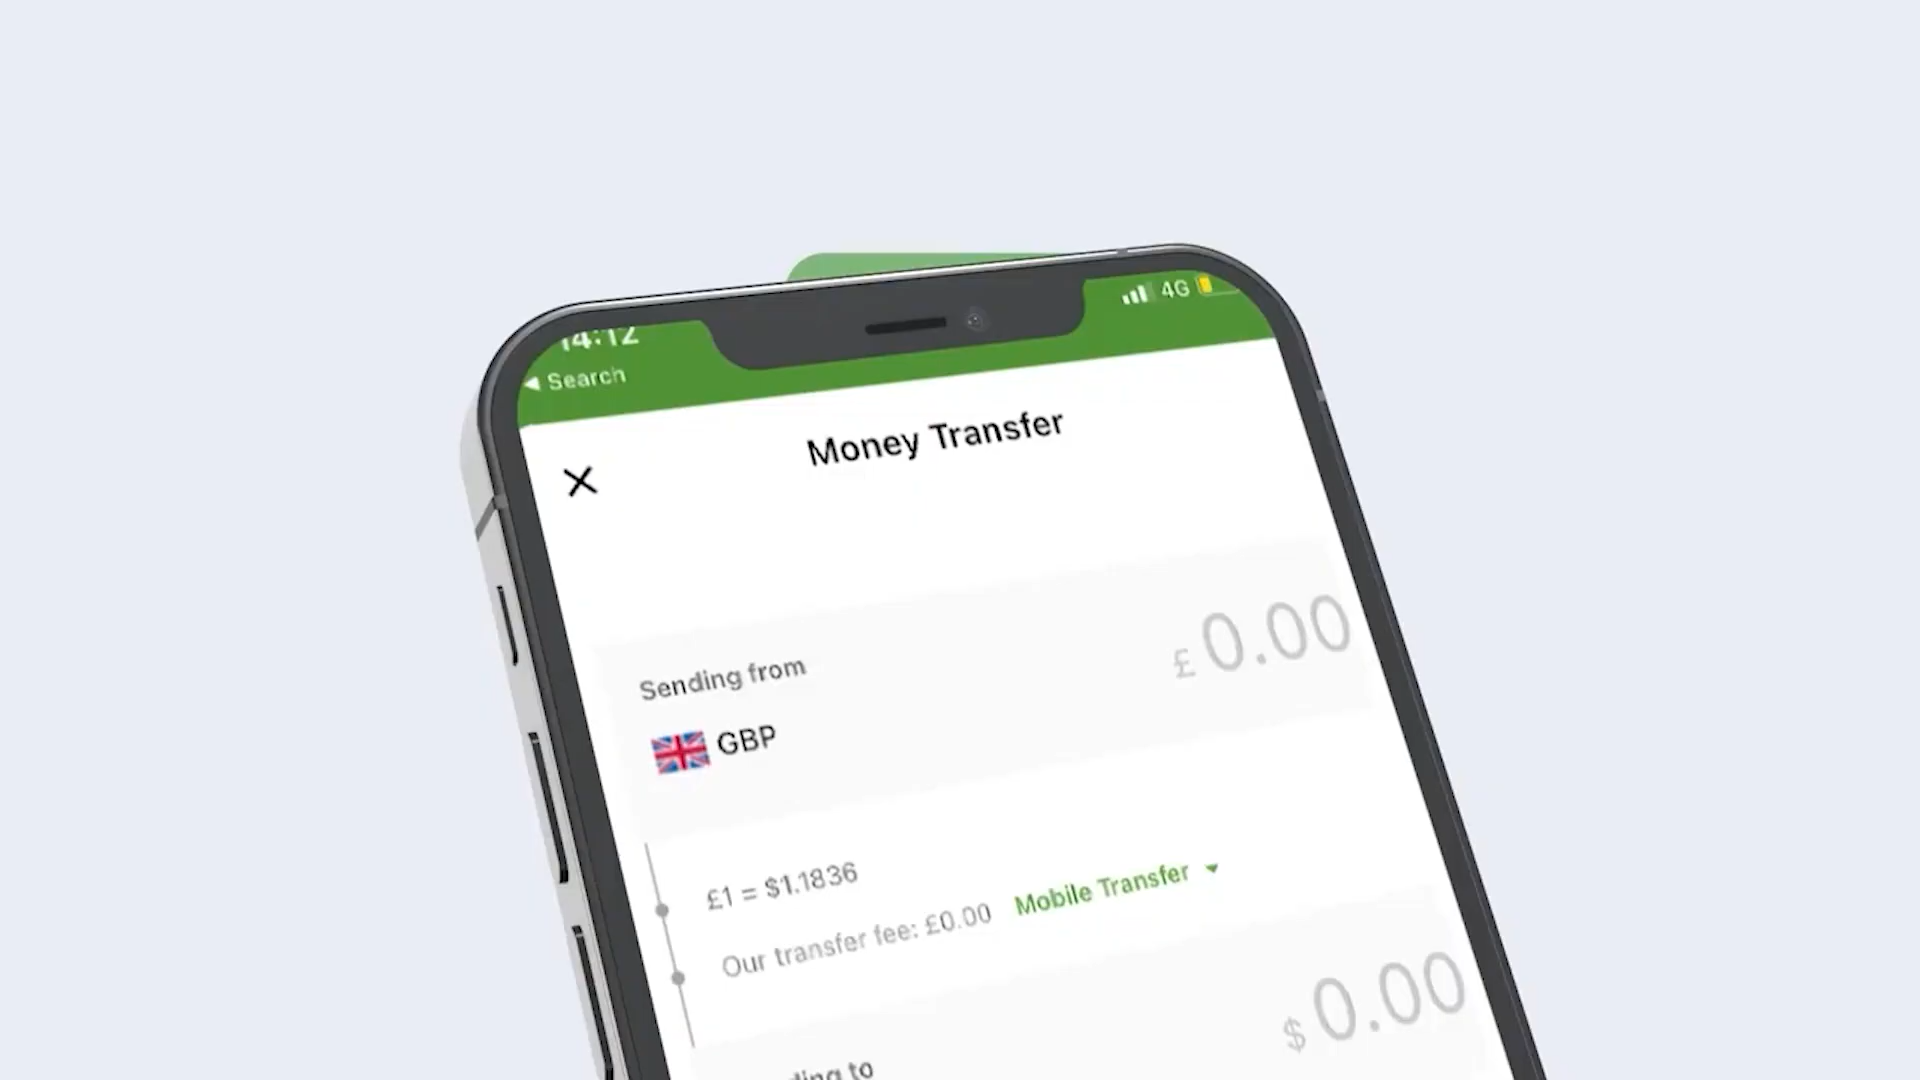 14:12
4G
Search
Money Transfer
Sending from
£0.00
GBP
£1 = $1.1836
Our transfer fee: £0.00 Mobile Transfer
$0.00
to